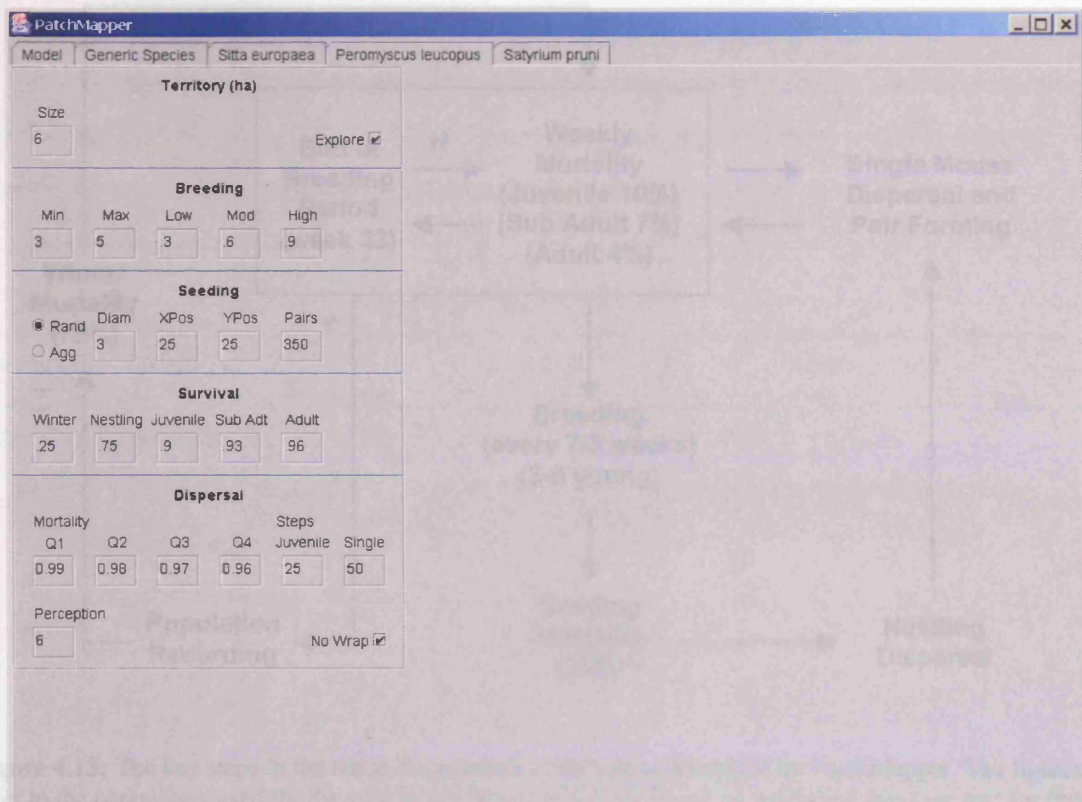 PatchMapper
Model Generic Species Sitta europaea Peromyscus leucopus Satyrium pruni
Territory (ha)
Size
6
Explore
Breeding
Min Max Low Mod High
3 5 .3 .6 .9
Seeding
Rand Diam XPos YPos Pairs
Agg 3 25 25 350
Survival
Winter Nestling Juvenile Sub Adt Adult
.25 .75 .9 .93 .96
Dispersal
Mortality Steps
Q1 Q2 Q3 Q4 Juvenile Single
0.99 0.98 0.97 0.96 25 50
Perception
6
No Wrap
Weekly
Mortality
(Juvenile 10%)
(Sub Adult 7%)
(Adult 4%)
Single Mouse
Dispersal and
Pair Forming
Breeding
Population
Recording
Nestling
Dispersal